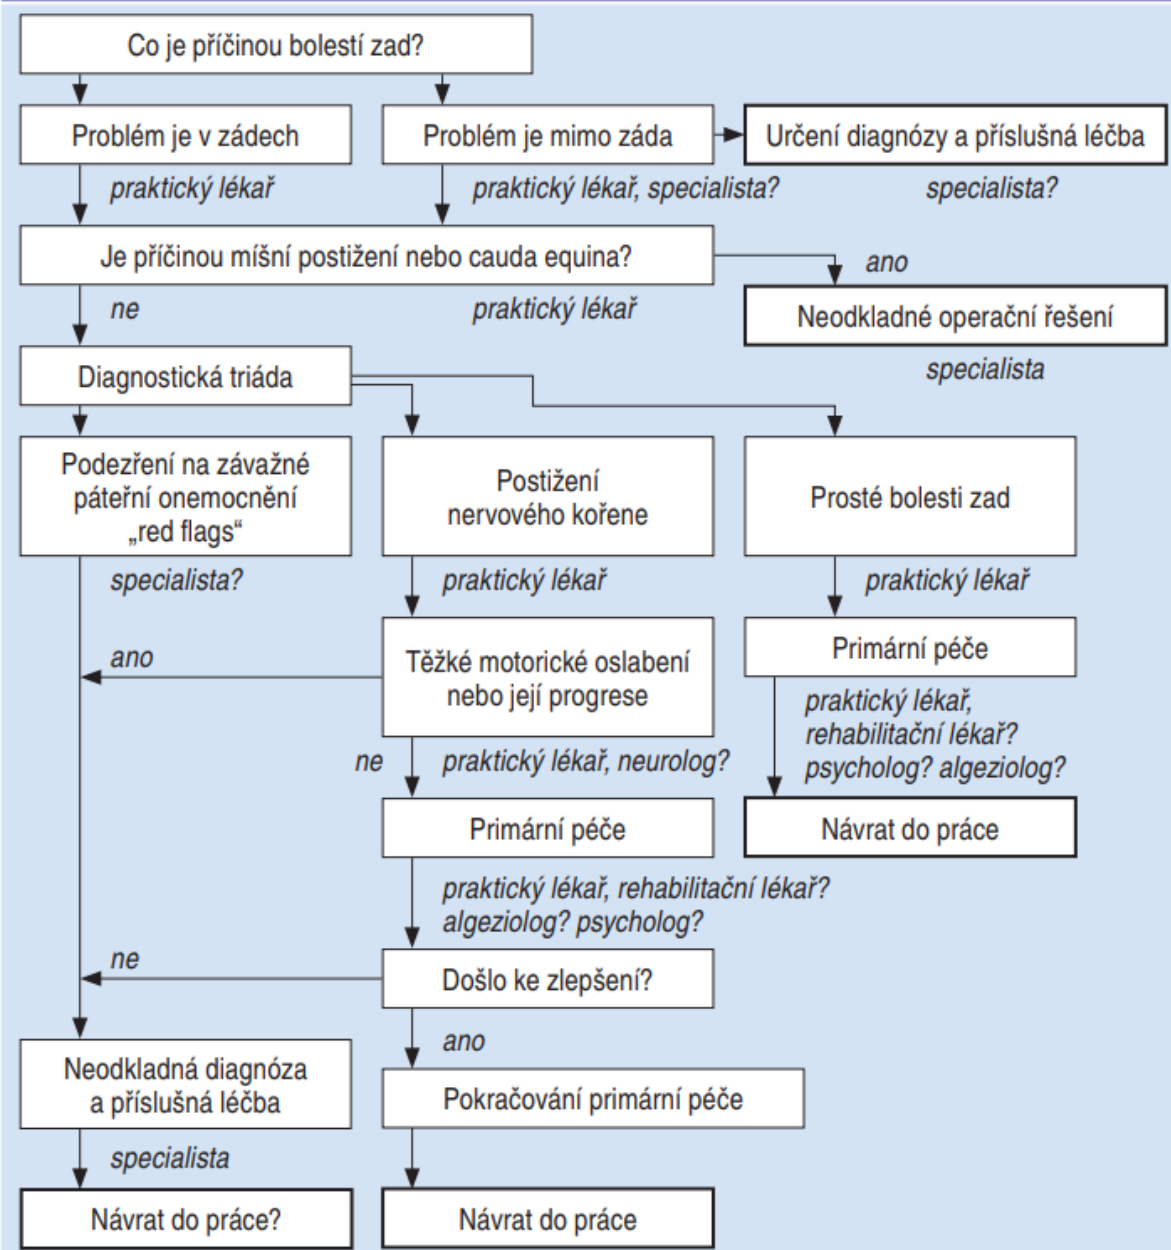 Co je příčinou bolestí zad?
Problém je v zádech
Problém je mimo záda
Určení diagnózy a příslušná léčba
praktický lékař
praktický lékař, specialista?
specialista?
Je příčinou míšní postižení nebo cauda equina?
ano
ne
praktický lékař
Neodkladné operační řešení
specialista
Diagnostická triáda
Podezření na závažné
páteřní onemocnění
„red flags“
Postižení
nervového kořene
Prosté bolesti zad
specialista?
praktický lékař
praktický lékař
ano
Těžké motorické oslabení
nebo její progrese
Primární péče
praktický lékař,
rehabilitační lékař?
psycholog? algeziolog?
ne
praktický lékař, neurolog?
Primární péče
Návrat do práce
praktický lékař, rehabilitační lékař?
algeziolog? psycholog?
ne
Došlo ke zlepšení?
ano
Neodkladná diagnóza
a příslušná léčba
Pokračování primární péče
specialista
Návrat do práce?
Návrat do práce